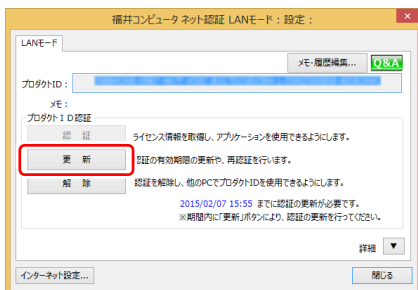 福井コンピュータ ネット認証 LANモード：設定：
×
LANモード
メモ・履歴編集...
Q&A
プロダクトID：
メモ：
プロダクトＩＤ認証
認　証
ライセンス情報を取得し、アプリケーションを使用できるようにします。
更　新
認証の有効期限の更新や、再認証を行います。
解　除
認証を解除し、他のPCでプロダクトIDを使用できるようにします。
2015/02/07 15:55 までに認証の更新が必要です。
※期間内に「更新」ボタンにより、認証の更新を行ってください。
詳細 ▼
インターネット設定...
閉じる